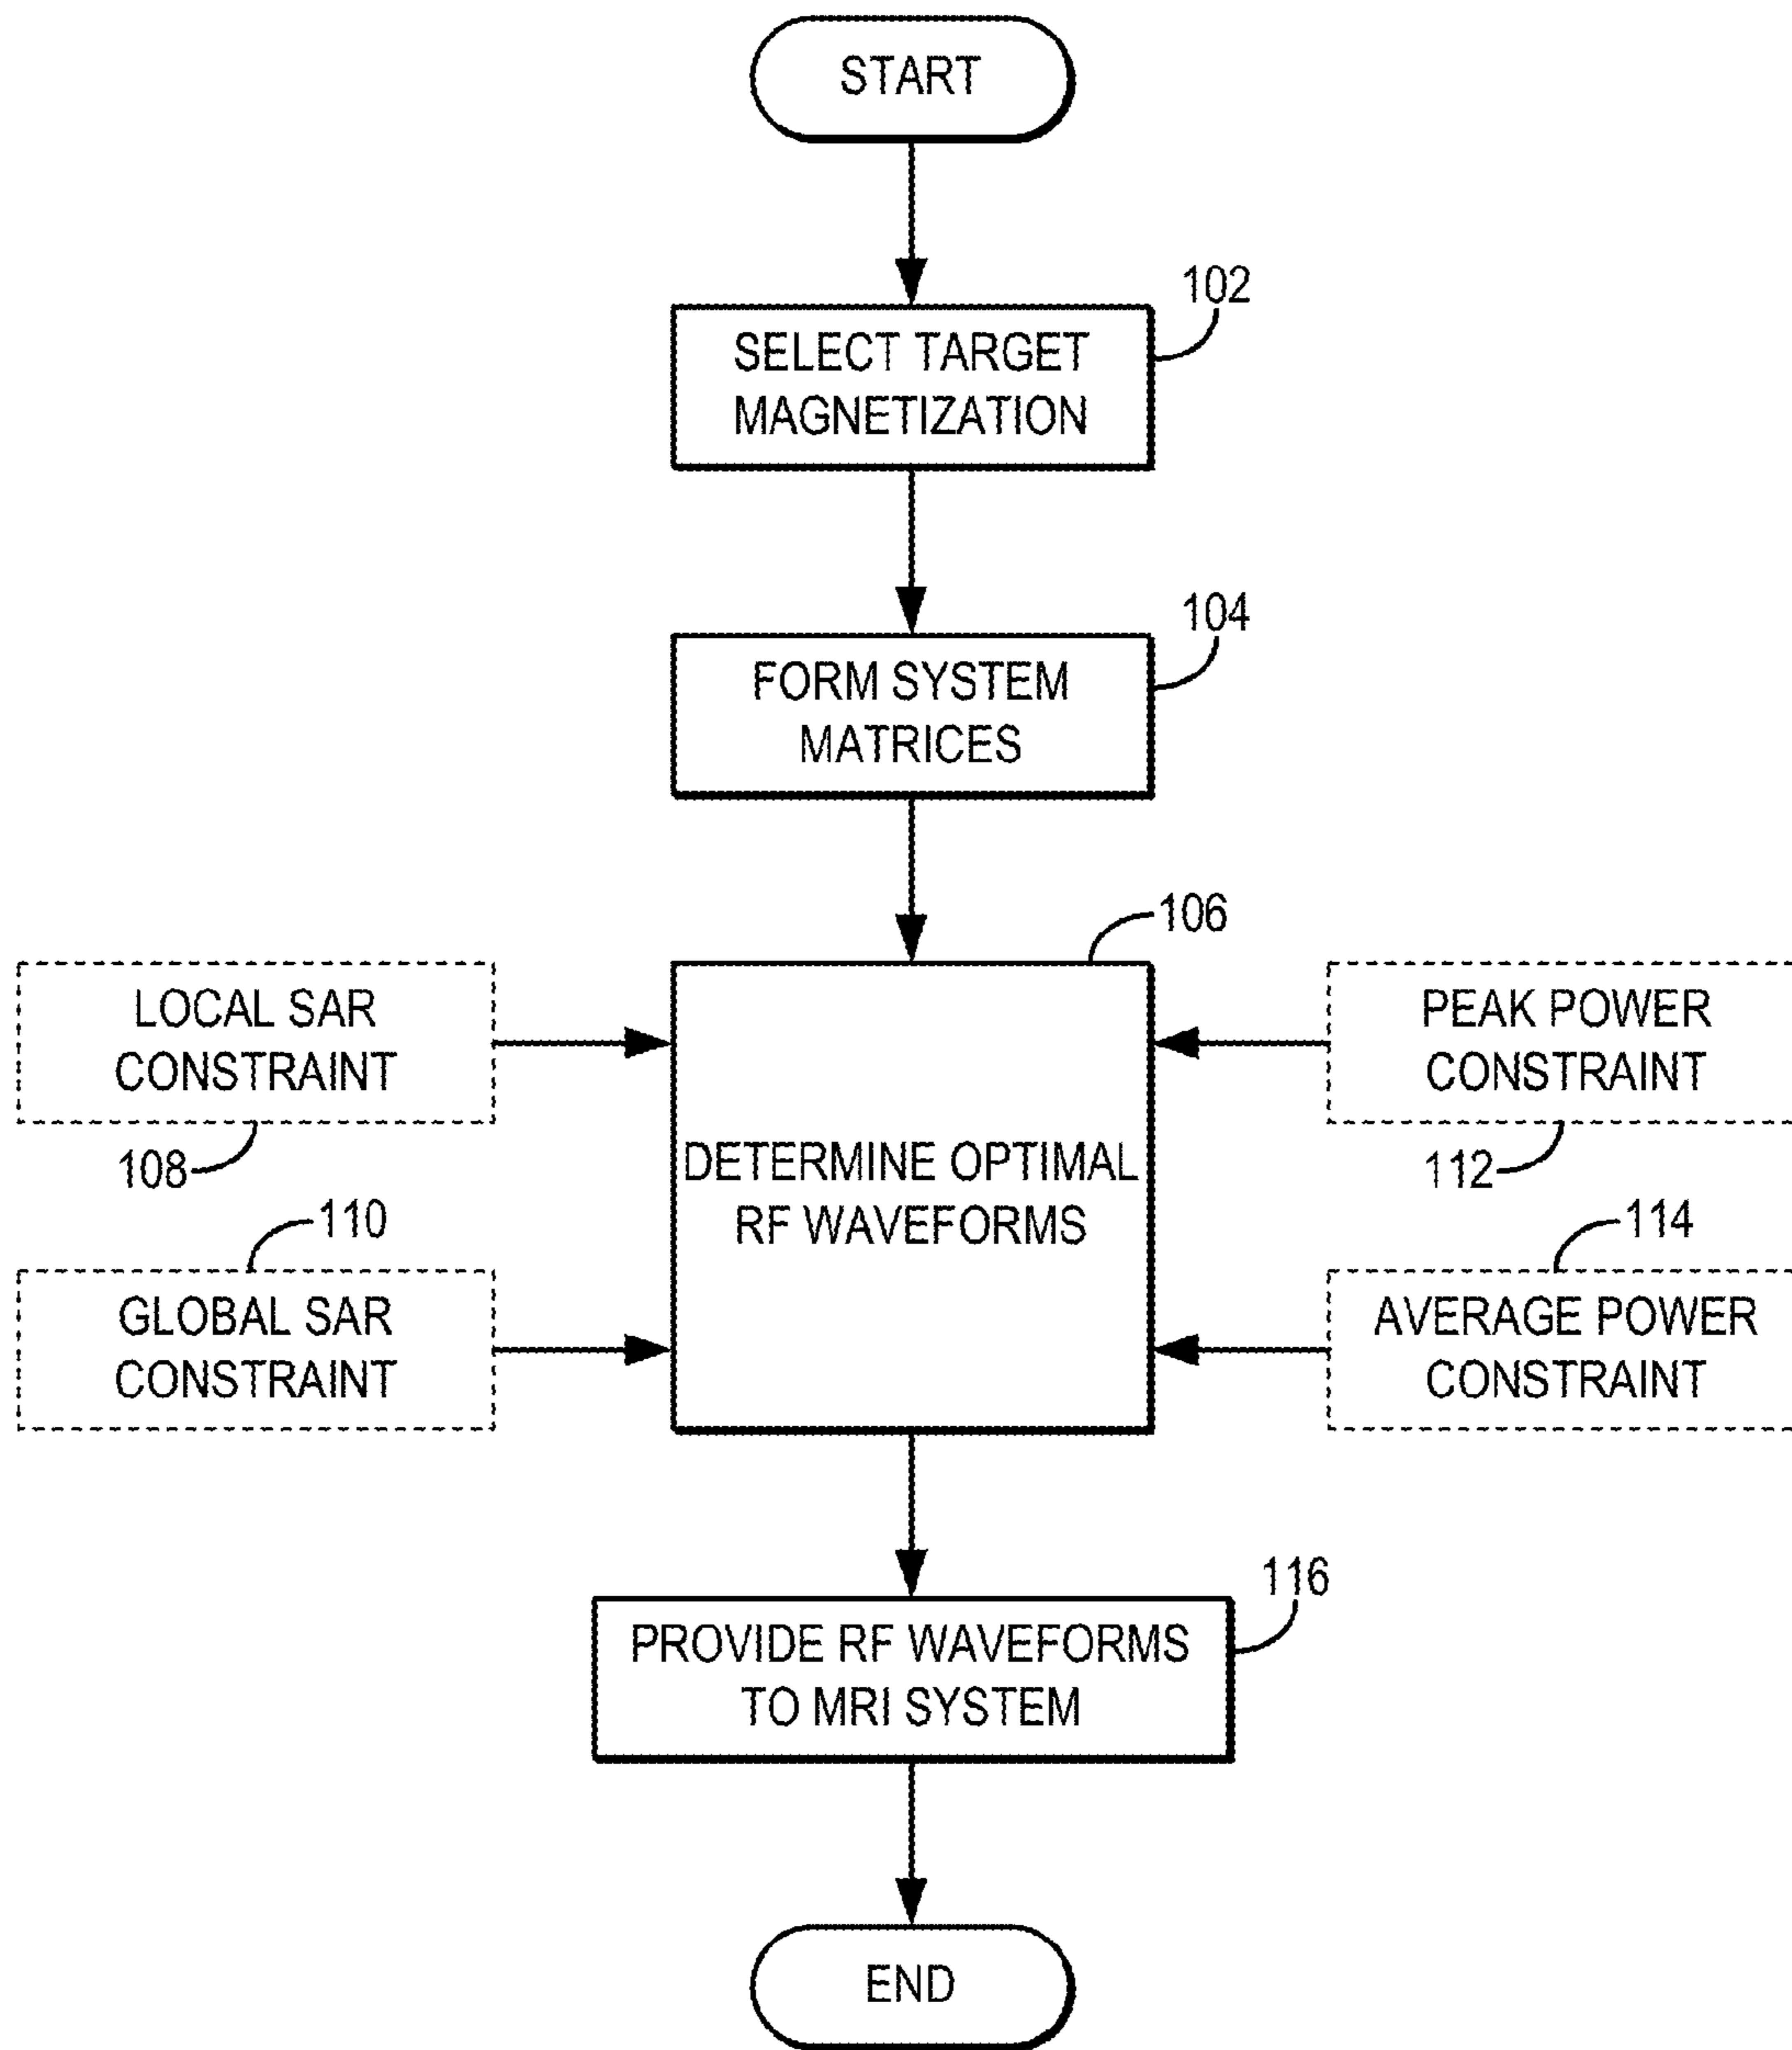 START
102
SELECT TARGET
MAGNETIZATION
104
FORM SYSTEM
MATRICES
106
LOCAL SAR
CONSTRAINT
108
110
GLOBAL SAR
CONSTRAINT
DETERMINE OPTIMAL
RF WAVEFORMS
PEAK POWER
CONSTRAINT
112
114
AVERAGE POWER
CONSTRAINT
116
PROVIDE RF WAVEFORMS
TO MRI SYSTEM
END